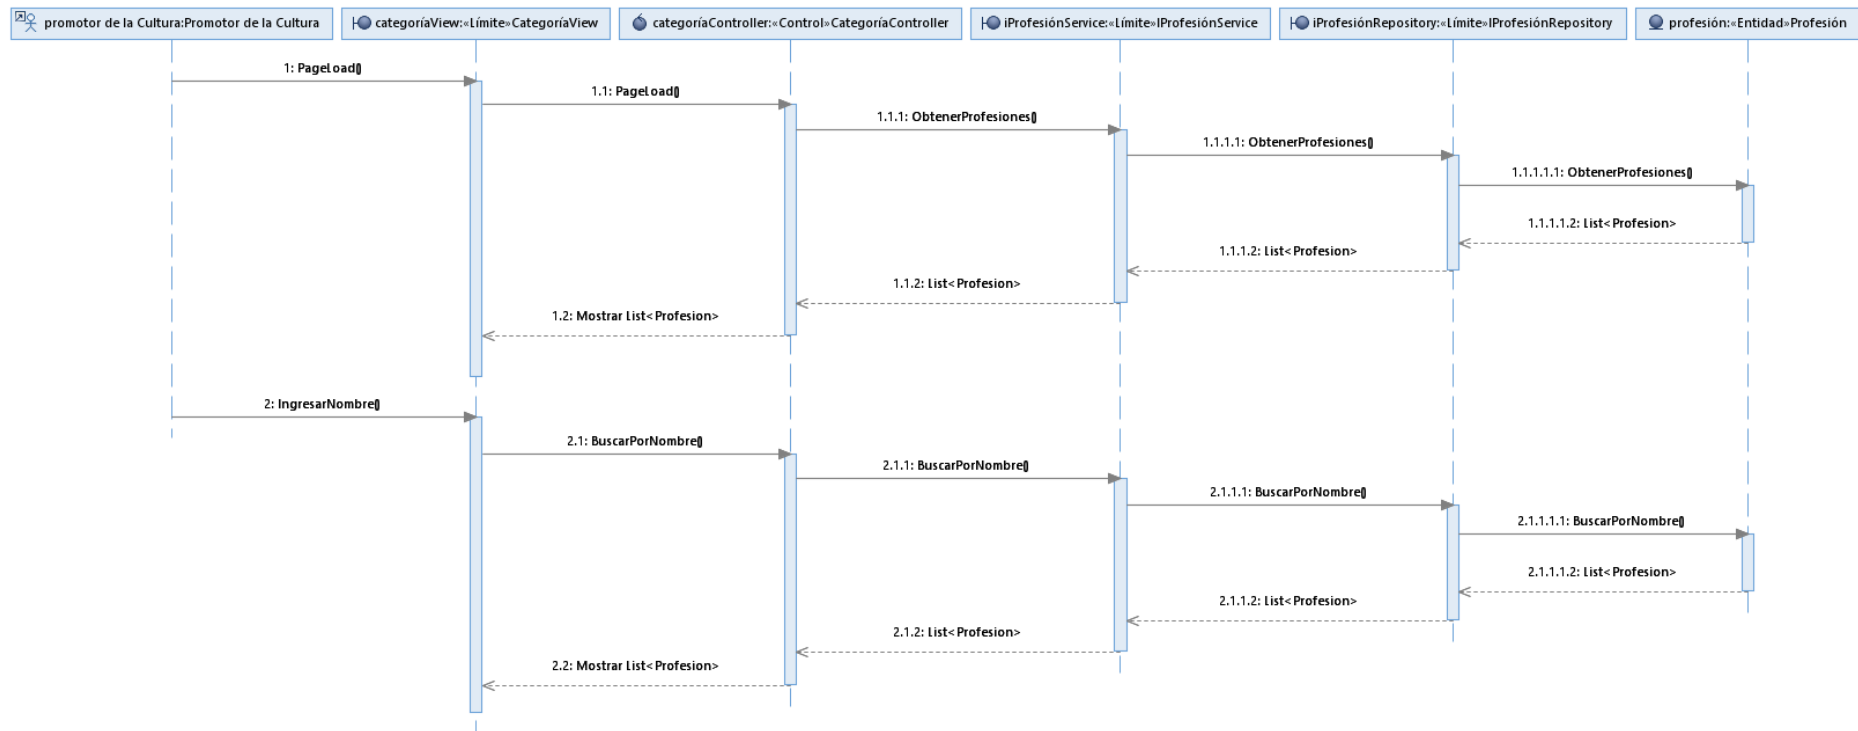 promotor de la Cultura:Promotor de la Cultura
categoríaView:«Límite»CategoríaView
categoríaController:«Control»CategoríaController
iProfesiónService:«Límite»IProfesiónService
iProfesiónRepository:«Límite»IProfesiónRepository
profesión:«Entidad»Profesión
1: PageLoad()
1.1: PageLoad()
1.1.1: ObtenerProfesiones()
1.1.1.1: ObtenerProfesiones()
1.1.1.1.1: ObtenerProfesiones()
1.1.1.1.2: List<Profesion>
1.1.1.2: List<Profesion>
1.1.2: List<Profesion>
1.2: Mostrar List<Profesion>
2: IngresarNombre()
2.1: BuscarPorNombre()
2.1.1: BuscarPorNombre()
2.1.1.1: BuscarPorNombre()
2.1.1.1.1: BuscarPorNombre()
2.1.1.1.2: List<Profesion>
2.1.1.2: List<Profesion>
2.1.2: List<Profesion>
2.2: Mostrar List<Profesion>